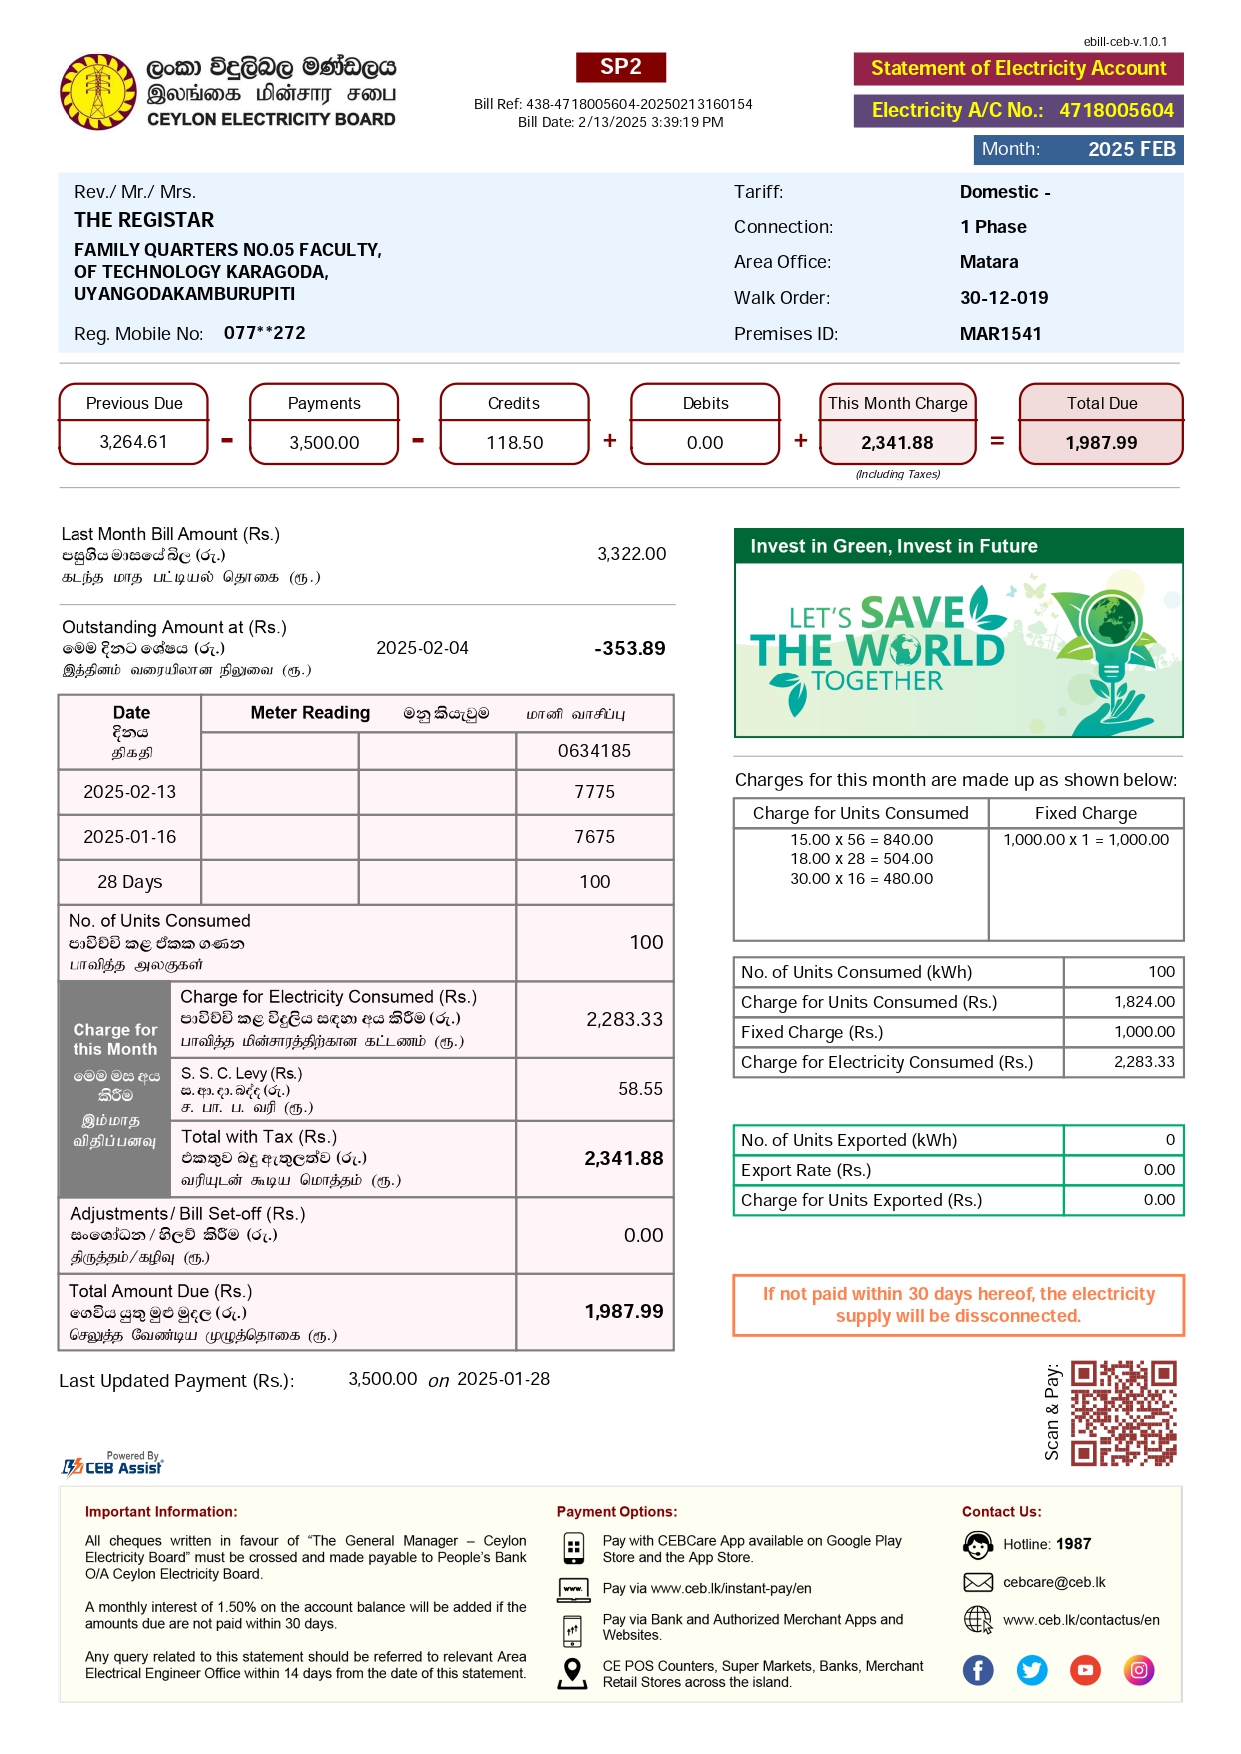 ebill-ceb-v.1.0.1
ලංකා විදුලිබල මණ්ඩලය
இலங்கை மின்சார சபை
CEYLON ELECTRICITY BOARD
SP2
Bill Ref: 438-4718005604-20250213160154
Bill Date: 2/13/2025 3:39:19 PM
Statement of Electricity Account
Electricity A/C No.: 4718005604
Month: 2025 FEB
Rev./ Mr./ Mrs.
THE REGISTAR
FAMILY QUARTERS NO.05 FACULTY,
OF TECHNOLOGY KARAGODA,
UYANGODAKAMBURUPITI
Reg. Mobile No: 077**272
Tariff: Domestic -
Connection: 1 Phase
Area Office: Matara
Walk Order: 30-12-019
Premises ID: MAR1541
Previous Due Payments Credits Debits This Month Charge Total Due
3,264.61 - 3,500.00 - 118.50 + 0.00 + 2,341.88 = 1,987.99
(Including Taxes)
Last Month Bill Amount (Rs.)
පසුගිය මාසයේ බිල (රු.) 3,322.00
கடந்த மாத பட்டியல் தொகை (ரூ.)
Outstanding Amount at (Rs.)
මෙම දිනට ශේෂය (රු.) 2025-02-04 -353.89
இத்தினம் வரையிலான நிலுவை (ரூ.)
Date
දිනය
திகதி
Meter Reading මනු කියැවුම மானி வாசிப்பு
0634185
2025-02-13 7775
2025-01-16 7675
28 Days 100
No. of Units Consumed
පාවිච්චි කළ ඒකක ගණන 100
பாவித்த அலகுகள்
Charge for
this Month
මෙම මස අය
කිරීම
இம்மாத
விதிப்பனவு
Charge for Electricity Consumed (Rs.)
පාවිච්චි කළ විදුලිය සඳහා අය කිරීම (රු.) 2,283.33
பாவித்த மின்சாரத்திற்கான கட்டணம் (ரூ.)
S. S. C. Levy (Rs.)
ස. ආ. දා. බද්ද (රු.) 58.55
ச. பா. ப. வரி (ரூ.)
Total with Tax (Rs.)
එකතුව බදු ඇතුලත්ව (රු.) 2,341.88
வரியுடன் கூடிய மொத்தம் (ரூ.)
Adjustments/ Bill Set-off (Rs.)
සංශෝධන / හිලව් කිරීම (රු.) 0.00
திருத்தம்/கழிவு (ரூ.)
Total Amount Due (Rs.)
ගෙවිය යුතු මුළු මුදල (රු.) 1,987.99
செலுத்த வேண்டிய முழுத்தொகை (ரூ.)
Last Updated Payment (Rs.): 3,500.00 on 2025-01-28
Invest in Green, Invest in Future
LET'S SAVE
THE WORLD
TOGETHER
Charges for this month are made up as shown below:
Charge for Units Consumed Fixed Charge
15.00 x 56 = 840.00 1,000.00 x 1 = 1,000.00
18.00 x 28 = 504.00
30.00 x 16 = 480.00
No. of Units Consumed (kWh) 100
Charge for Units Consumed (Rs.) 1,824.00
Fixed Charge (Rs.) 1,000.00
Charge for Electricity Consumed (Rs.) 2,283.33
No. of Units Exported (kWh) 0
Export Rate (Rs.) 0.00
Charge for Units Exported (Rs.) 0.00
If not paid within 30 days hereof, the electricity
supply will be dissconnected.
Scan & Pay:
Powered By
CEB Assist
Important Information:
All cheques written in favour of “The General Manager – Ceylon
Electricity Board” must be crossed and made payable to People’s Bank
O/A Ceylon Electricity Board.
A monthly interest of 1.50% on the account balance will be added if the
amounts due are not paid within 30 days.
Any query related to this statement should be referred to relevant Area
Electrical Engineer Office within 14 days from the date of this statement.
Payment Options:
Pay with CEBCare App available on Google Play
Store and the App Store.
www.
Pay via www.ceb.lk/instant-pay/en
Pay via Bank and Authorized Merchant Apps and
Websites.
CE POS Counters, Super Markets, Banks, Merchant
Retail Stores across the island.
Contact Us:
Hotline: 1987
cebcare@ceb.lk
www.ceb.lk/contactus/en